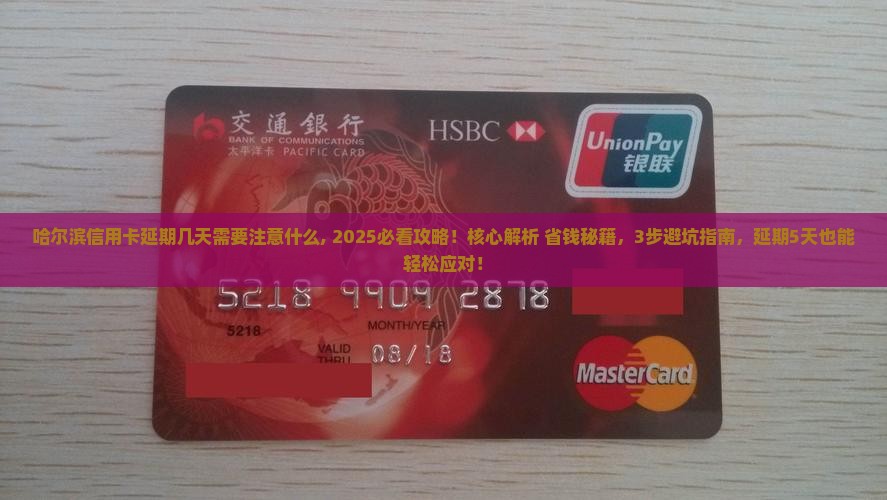 交通銀行
BANK OF COMMUNICATIONS
太平洋卡 PACIFIC CARD
HSBC
UnionPay
银联
哈尔滨信用卡延期几天需要注意什么, 2025必看攻略！核心解析 省钱秘籍，3步避坑指南，延期5天也能
轻松应对！
5218 9909 2878
5218
MONTH/YEAR
VALID
THRU
08/18
MasterCard